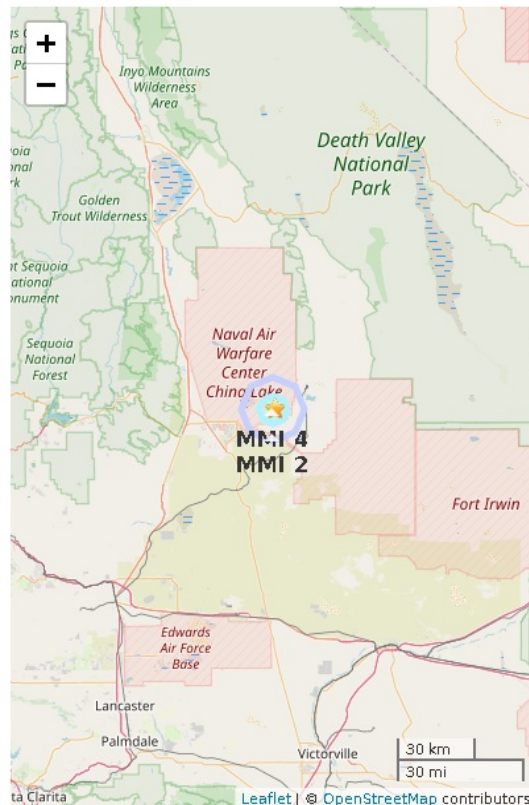 +
−
Inyo Mountains
Wilderness
Area
Death Valley
National
Park
Golden
Trout Wilderness
Sequoia
National
Forest
Naval Air
Warfare
Center
China Lake
MMI 4
MMI 2
Fort Irwin
Edwards
Air Force
Base
Lancaster
Palmdale
Victorville
30 km
30 mi
ta Clarita
Leaflet | © OpenStreetMap contributors